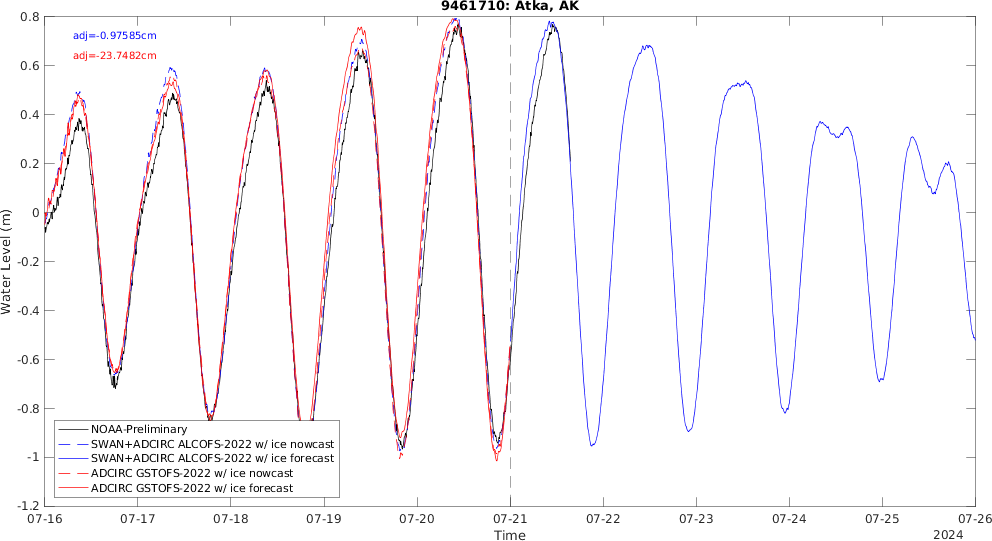 9461710: Atka, AK
adj=-0.97585cm
adj=-23.7482cm
0.8
0.6
0.4
0.2
0
-0.2
-0.4
-0.6
-0.8
-1
-1.2
Water Level (m)
NOAA-Preliminary
SWAN+ADCIRC ALCOFS-2022 w/ ice nowcast
SWAN+ADCIRC ALCOFS-2022 w/ ice forecast
ADCIRC GSTOFS-2022 w/ ice nowcast
ADCIRC GSTOFS-2022 w/ ice forecast
07-16 07-17 07-18 07-19 07-20 07-21 07-22 07-23 07-24 07-25 07-26
Time
2024